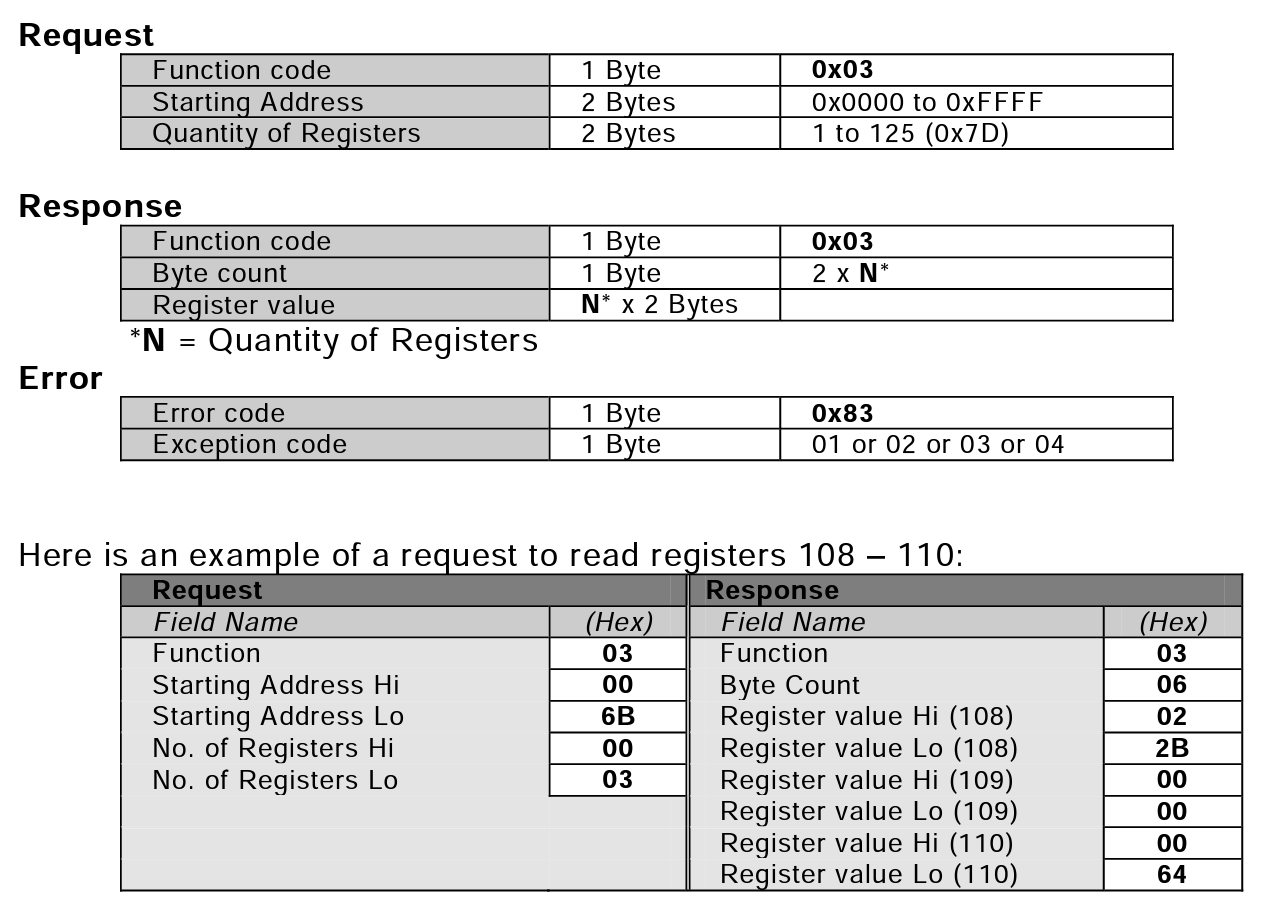 Request
Function code 1 Byte 0x03
Starting Address 2 Bytes 0x0000 to 0xFFFF
Quantity of Registers 2 Bytes 1 to 125 (0x7D)
Response
Function code 1 Byte 0x03
Byte count 1 Byte 2 x N*
Register value N* x 2 Bytes
*N = Quantity of Registers
Error
Error code 1 Byte 0x83
Exception code 1 Byte 01 or 02 or 03 or 04
Here is an example of a request to read registers 108 – 110:
Request Response
Field Name (Hex) Field Name (Hex)
Function 03 Function 03
Starting Address Hi 00 Byte Count 06
Starting Address Lo 6B Register value Hi (108) 02
No. of Registers Hi 00 Register value Lo (108) 2B
No. of Registers Lo 03 Register value Hi (109) 00
Register value Lo (109) 00
Register value Hi (110) 00
Register value Lo (110) 64